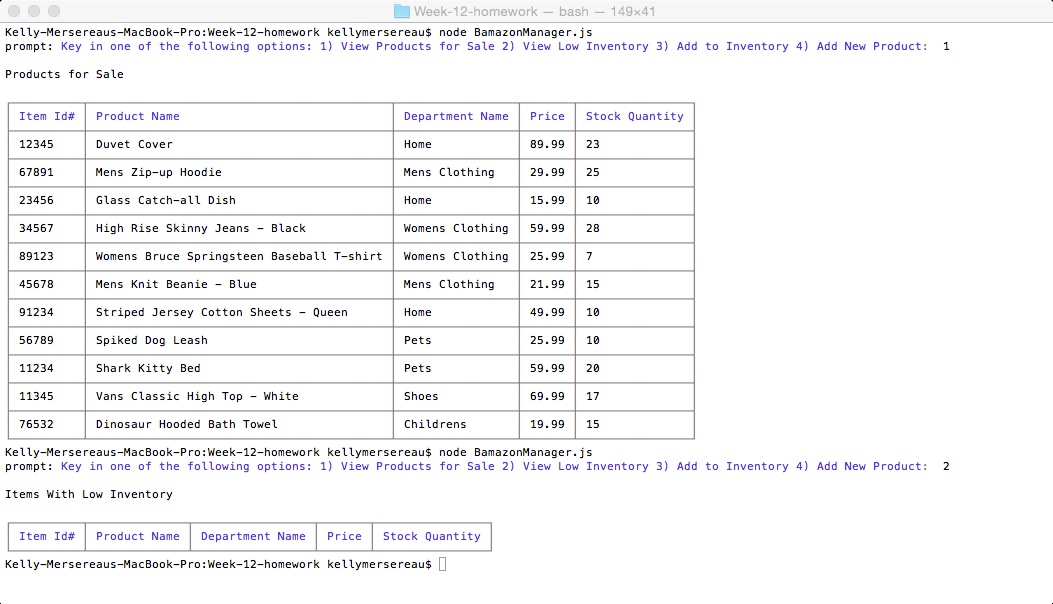 Week-12-homework — bash — 149×41
Kelly-Mersereaus-MacBook-Pro:Week-12-homework kellymersereau$ node BamazonManager.js
prompt: Key in one of the following options: 1) View Products for Sale 2) View Low Inventory 3) Add to Inventory 4) Add New Product:  1
Products for Sale
Item Id# Product Name Department Name Price Stock Quantity
12345 Duvet Cover Home 89.99 23
67891 Mens Zip-up Hoodie Mens Clothing 29.99 25
23456 Glass Catch-all Dish Home 15.99 10
34567 High Rise Skinny Jeans - Black Womens Clothing 59.99 28
89123 Womens Bruce Springsteen Baseball T-shirt Womens Clothing 25.99 7
45678 Mens Knit Beanie - Blue Mens Clothing 21.99 15
91234 Striped Jersey Cotton Sheets - Queen Home 49.99 10
56789 Spiked Dog Leash Pets 25.99 10
11234 Shark Kitty Bed Pets 59.99 20
11345 Vans Classic High Top - White Shoes 69.99 17
76532 Dinosaur Hooded Bath Towel Childrens 19.99 15
Kelly-Mersereaus-MacBook-Pro:Week-12-homework kellymersereau$ node BamazonManager.js
prompt: Key in one of the following options: 1) View Products for Sale 2) View Low Inventory 3) Add to Inventory 4) Add New Product:  2
Items With Low Inventory
Item Id# Product Name Department Name Price Stock Quantity
Kelly-Mersereaus-MacBook-Pro:Week-12-homework kellymersereau$